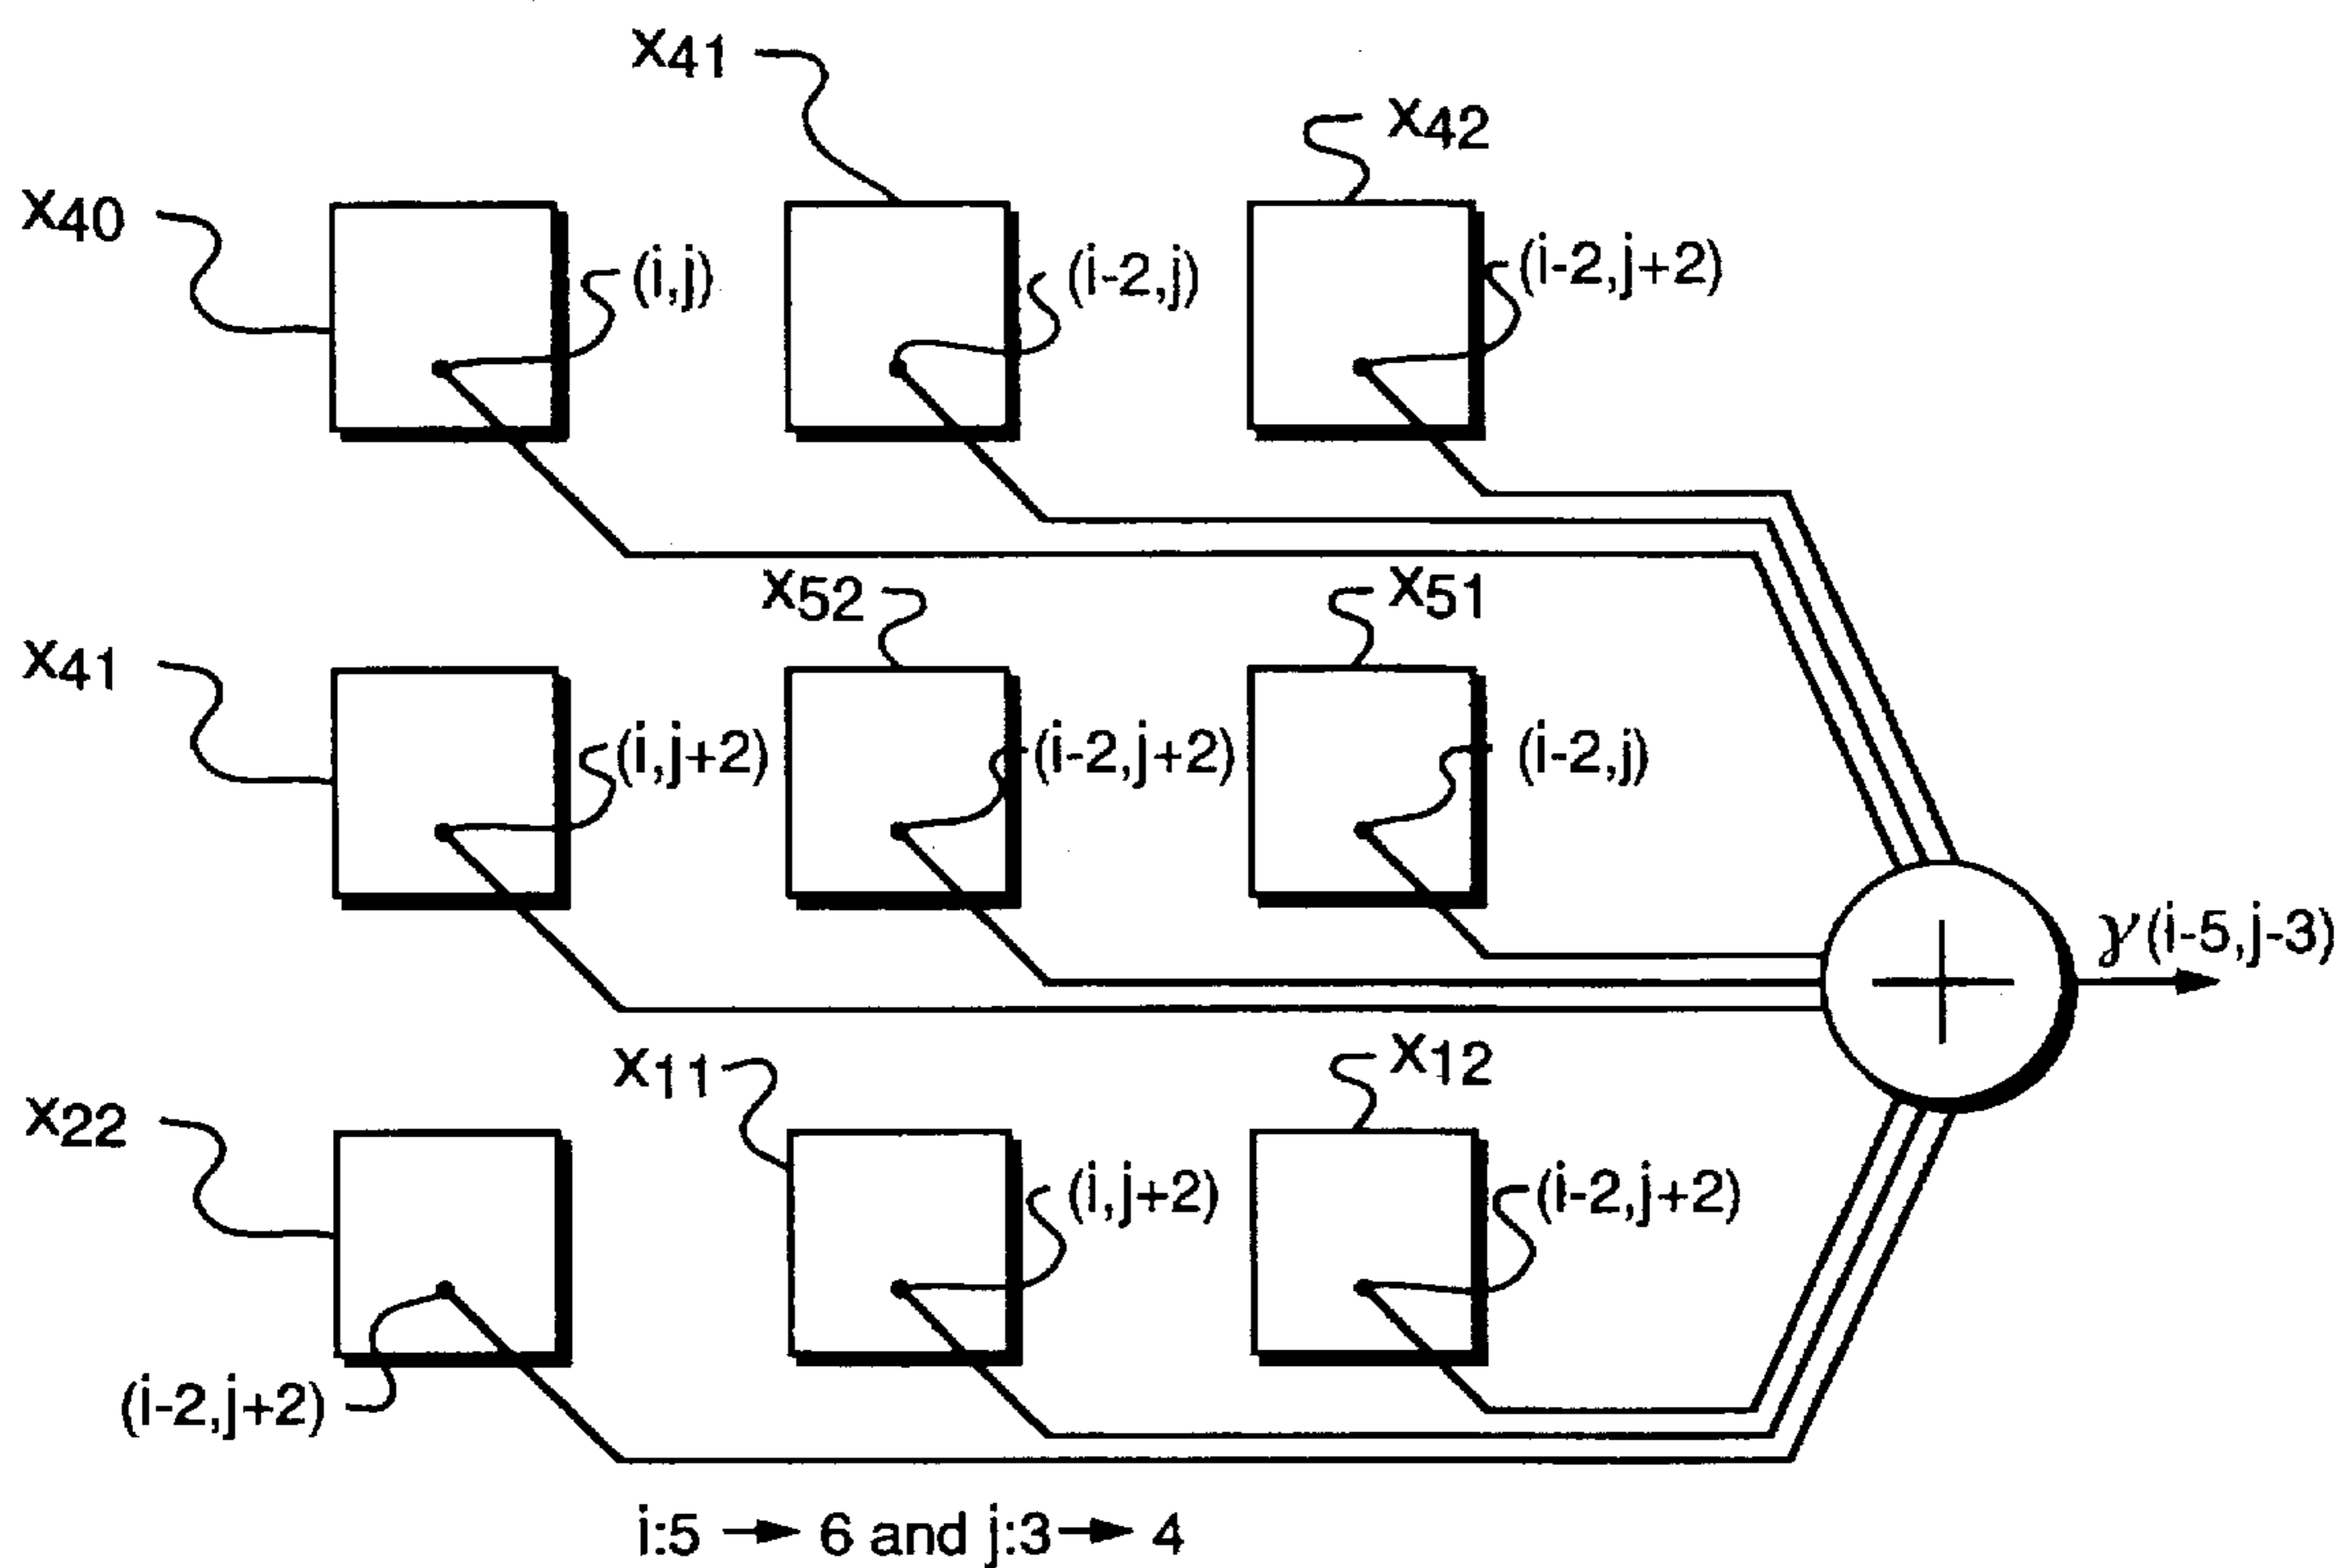 x41
x42
x40
(i,j)
(i-2,j)
(i-2,j+2)
x52
x51
x41
(i,j+2)
(i-2,j+2)
(i-2,j)
γ(i-5,j-3)
x11
x12
x22
(i,j+2)
(i-2,j+2)
(i-2,j+2)
i:5 → 6 and j:3 → 4